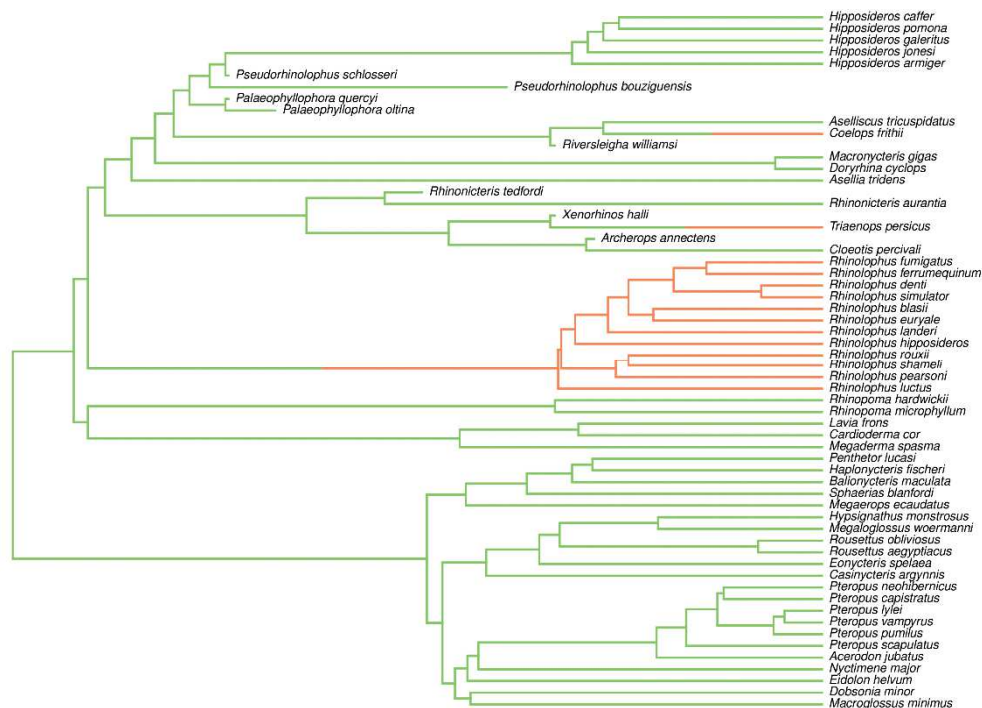 Hipposideros caffer
Hipposideros pomona
Hipposideros galeritus
Hipposideros jonesi
Hipposideros armiger
Pseudorhinolophus schlosseri
Pseudorhinolophus bouziguensis
Palaeophyllophora quercyi
Palaeophyllophora oltina
Aselliscus tricuspidatus
Coelops frithii
Riversleigha williamsi
Macronycteris gigas
Doryrhina cyclops
Asellia tridens
Rhinonicteris tedfordi
Rhinonicteris aurantia
Xenorhinos halli
Triaenops persicus
Archerops annectens
Cloeotis percivali
Rhinolophus fumigatus
Rhinolophus ferrumequinum
Rhinolophus denti
Rhinolophus simulator
Rhinolophus blasii
Rhinolophus euryale
Rhinolophus landeri
Rhinolophus hipposideros
Rhinolophus rouxii
Rhinolophus shameli
Rhinolophus pearsoni
Rhinolophus luctus
Rhinopoma hardwickii
Rhinopoma microphyllum
Lavia frons
Cardioderma cor
Megaderma spasma
Penthetor lucasi
Haplonycteris fischeri
Balionycteris maculata
Sphaerias blanfordi
Megaerops ecaudatus
Hypsignathus monstrosus
Megaloglossus woermanni
Rousettus obliviosus
Rousettus aegyptiacus
Eonycteris spelaea
Casinycteris argynnis
Pteropus neohibernicus
Pteropus capistratus
Pteropus lylei
Pteropus vampyrus
Pteropus pumilus
Pteropus scapulatus
Acerodon jubatus
Nyctimene major
Eidolon helvum
Dobsonia minor
Macroglossus minimus